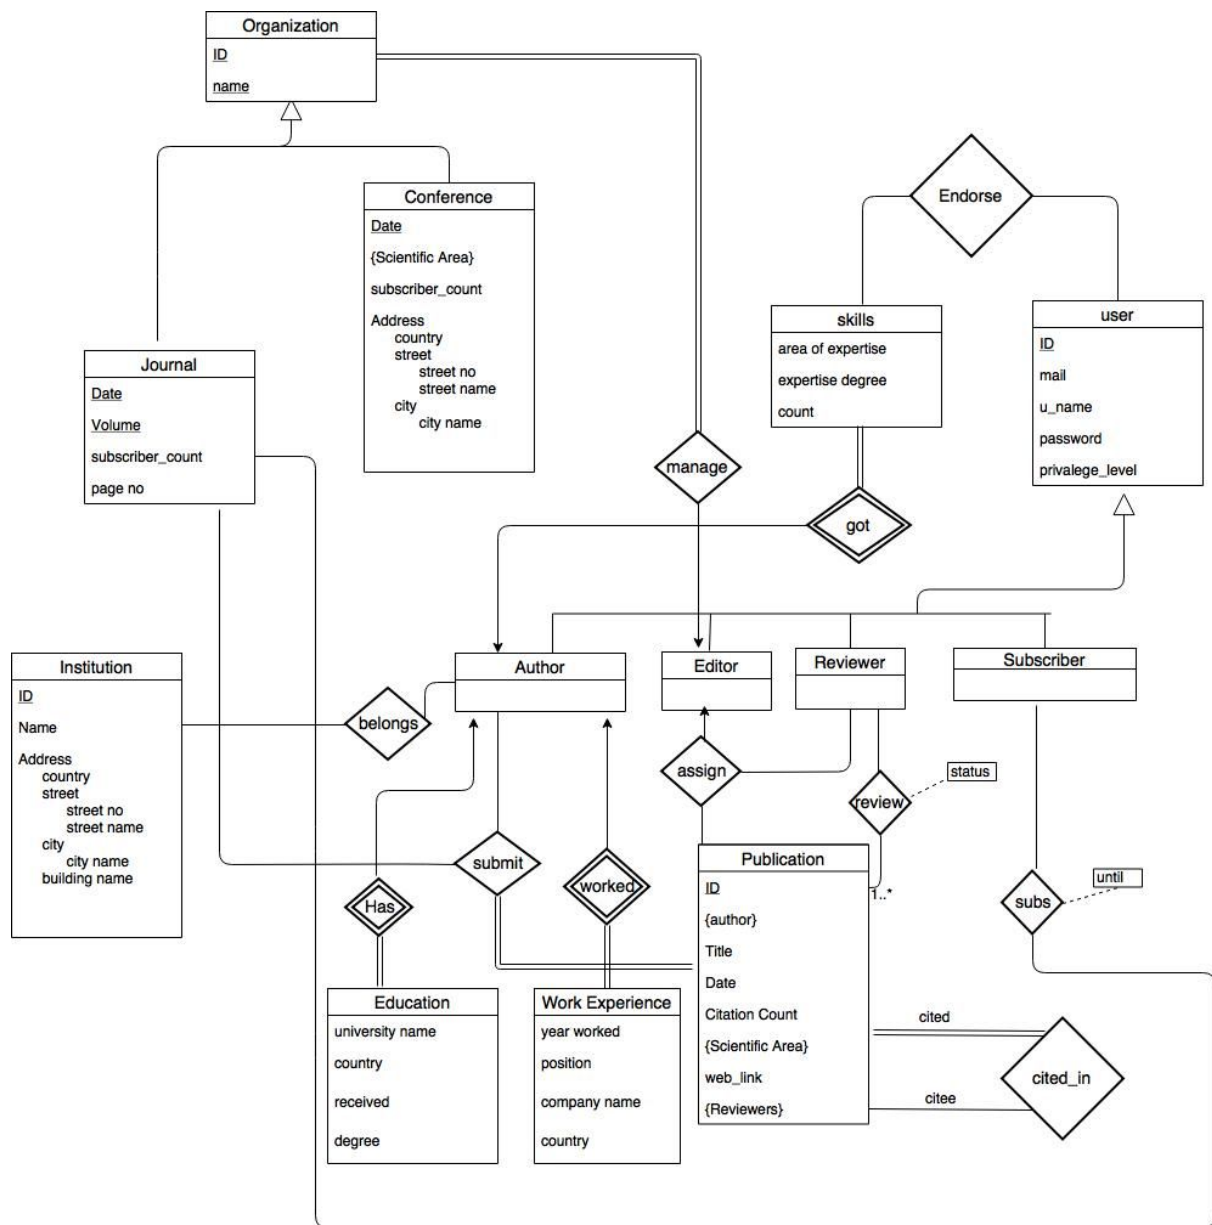 Organization
ID
name
Conference
Date
{Scientific Area}
subscriber_count
Address
country
street
street no
street name
city
city name
Journal
Date
Volume
subscriber_count
page no
Endorse
skills
area of expertise
expertise degree
count
user
ID
mail
u_name
password
privalege_level
manage
got
Institution
ID
Name
Address
country
street
street no
street name
city
city name
building name
belongs
Author
Editor
Reviewer
Subscriber
assign
review
status
submit
worked
Has
subs
until
Publication
ID
{author}
Title
Date
Citation Count
{Scientific Area}
web_link
{Reviewers}
1..*
Education
university name
country
received
degree
Work Experience
year worked
position
company name
country
cited
citee
cited_in